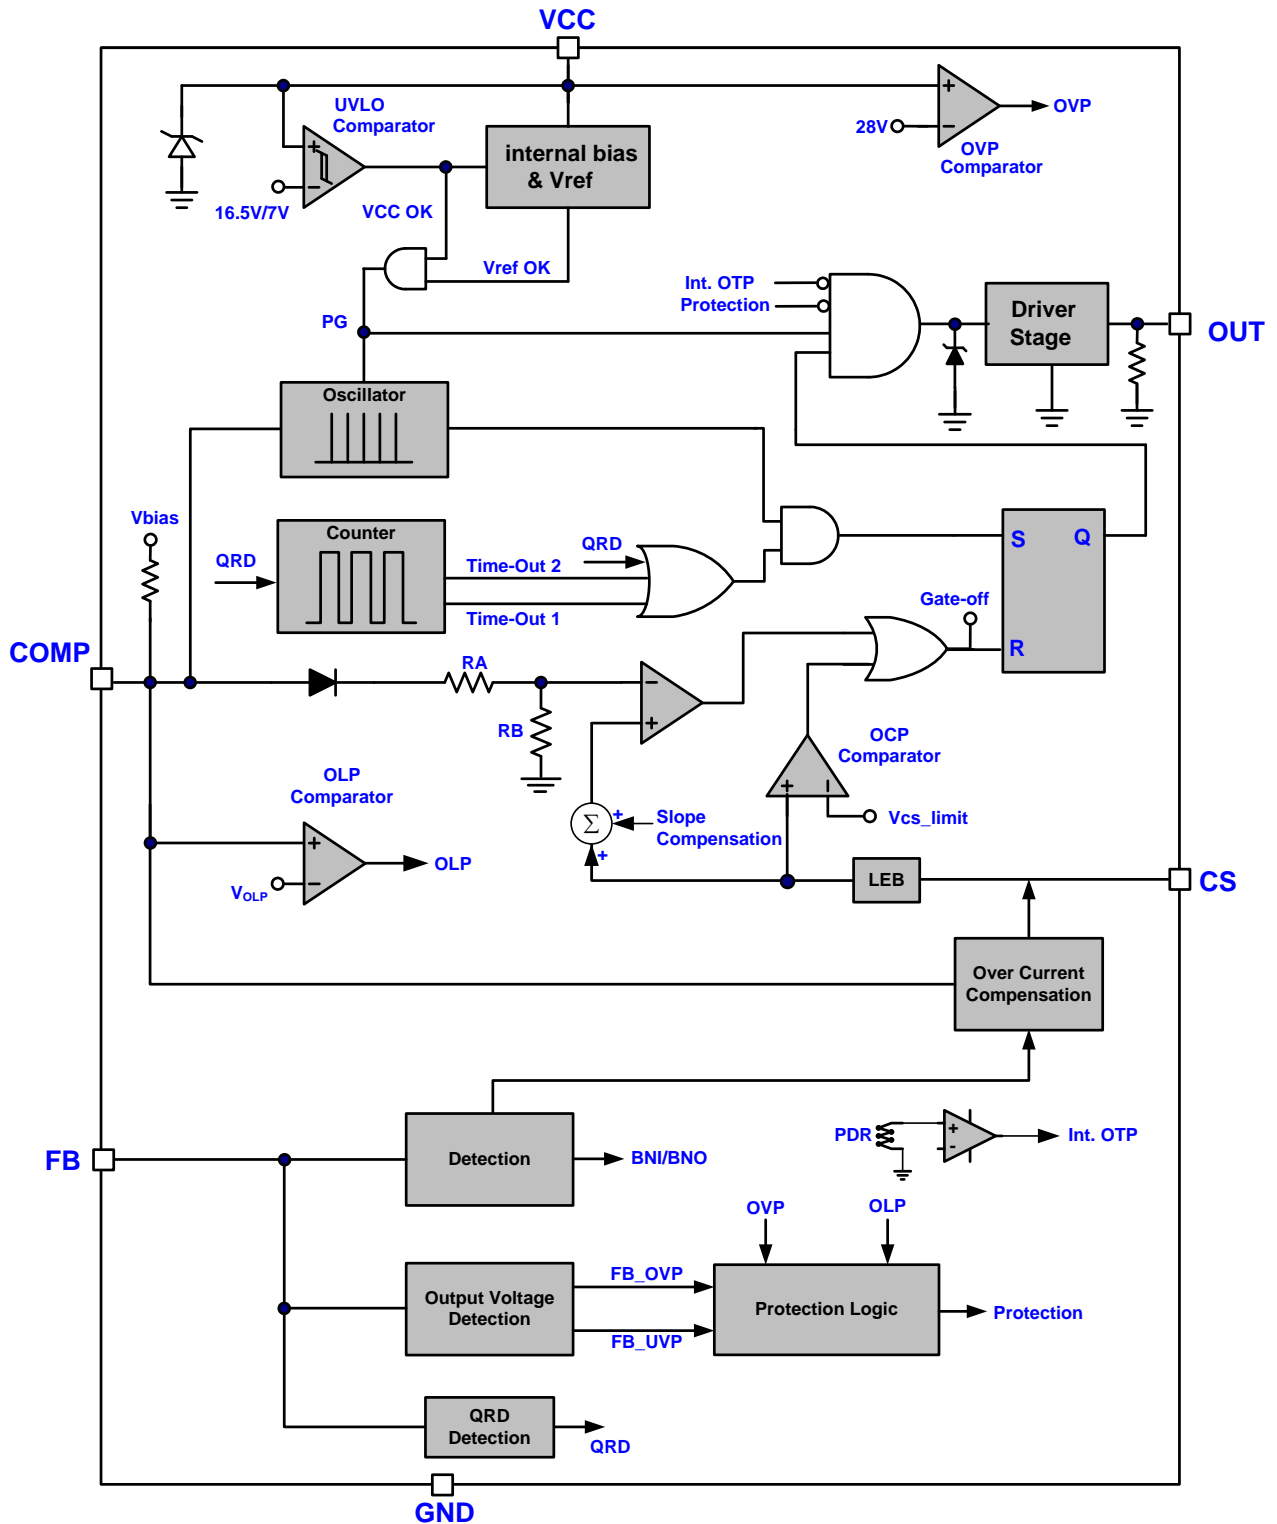 VCC
UVLO
Comparator
+
−
16.5V/7V
VCC OK
internal bias
& Vref
Vref OK
+
−
28V
OVP
OVP
Comparator
PG
Int. OTP
Protection
Driver
Stage
OUT
Oscillator
Vbias
QRD
Counter
Time-Out 2
Time-Out 1
QRD
S
Q
R
Gate-off
COMP
RA
RB
−
+
OCP
Comparator
+
−
Vcs_limit
OLP
Comparator
+
−
VOLP
OLP
Σ
+
+
Slope
Compensation
LEB
CS
Over Current
Compensation
FB
Detection
BNI/BNO
PDR
+
-
Int. OTP
OVP
OLP
Output Voltage
Detection
FB_OVP
FB_UVP
Protection Logic
Protection
QRD
Detection
QRD
GND